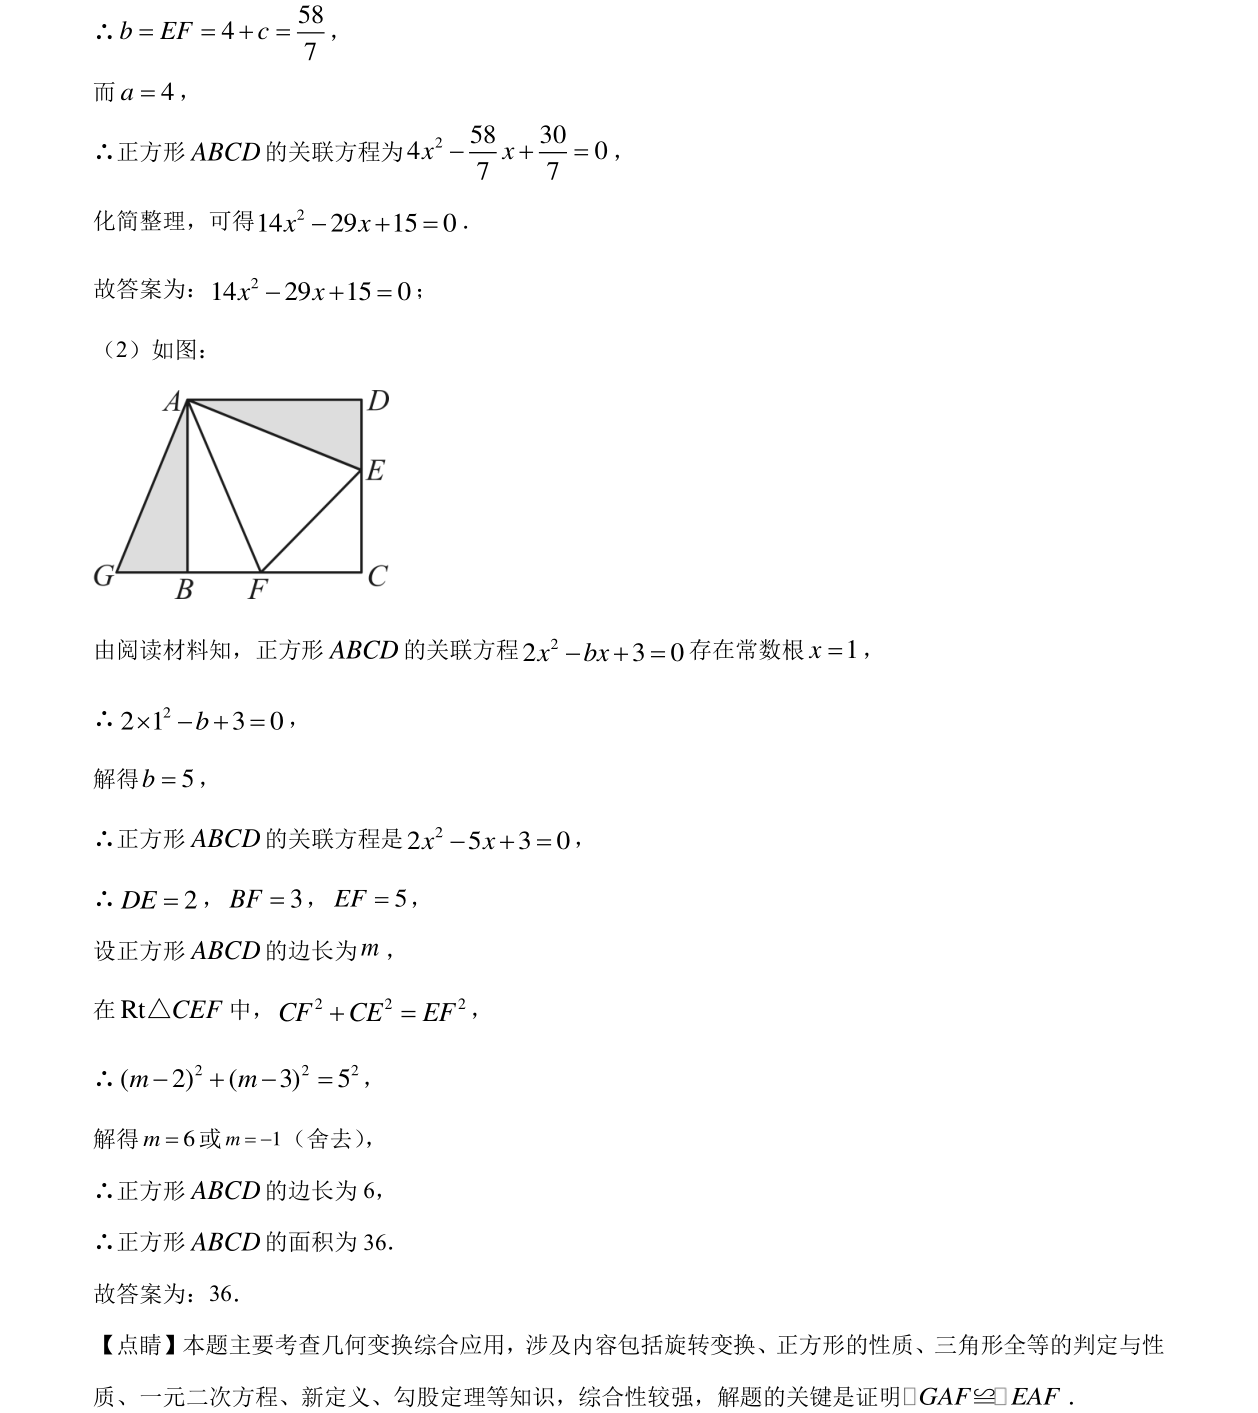 ∴b = EF = 4 + c = 58/7，
而 a = 4，
∴正方形 ABCD 的关联方程为 4x² − 58/7 x + 30/7 = 0，
化简整理，可得 14x² − 29x + 15 = 0．
故答案为：14x² − 29x + 15 = 0；
（2）如图：
A D
E
G B F C
由阅读材料知，正方形 ABCD 的关联方程 2x² − bx + 3 = 0 存在常数根 x = 1，
∴ 2×1² − b + 3 = 0，
解得 b = 5，
∴正方形 ABCD 的关联方程是 2x² − 5x + 3 = 0，
∴ DE = 2，BF = 3，EF = 5，
设正方形 ABCD 的边长为 m，
在 Rt△CEF 中，CF² + CE² = EF²，
∴ (m − 2)² + (m − 3)² = 5²，
解得 m = 6 或 m = −1（舍去），
∴正方形 ABCD 的边长为 6，
∴正方形 ABCD 的面积为 36．
故答案为：36．
【点睛】本题主要考查几何变换综合应用，涉及内容包括旋转变换、正方形的性质、三角形全等的判定与性
质、一元二次方程、新定义、勾股定理等知识，综合性较强，解题的关键是证明▯GAF≌▯EAF．